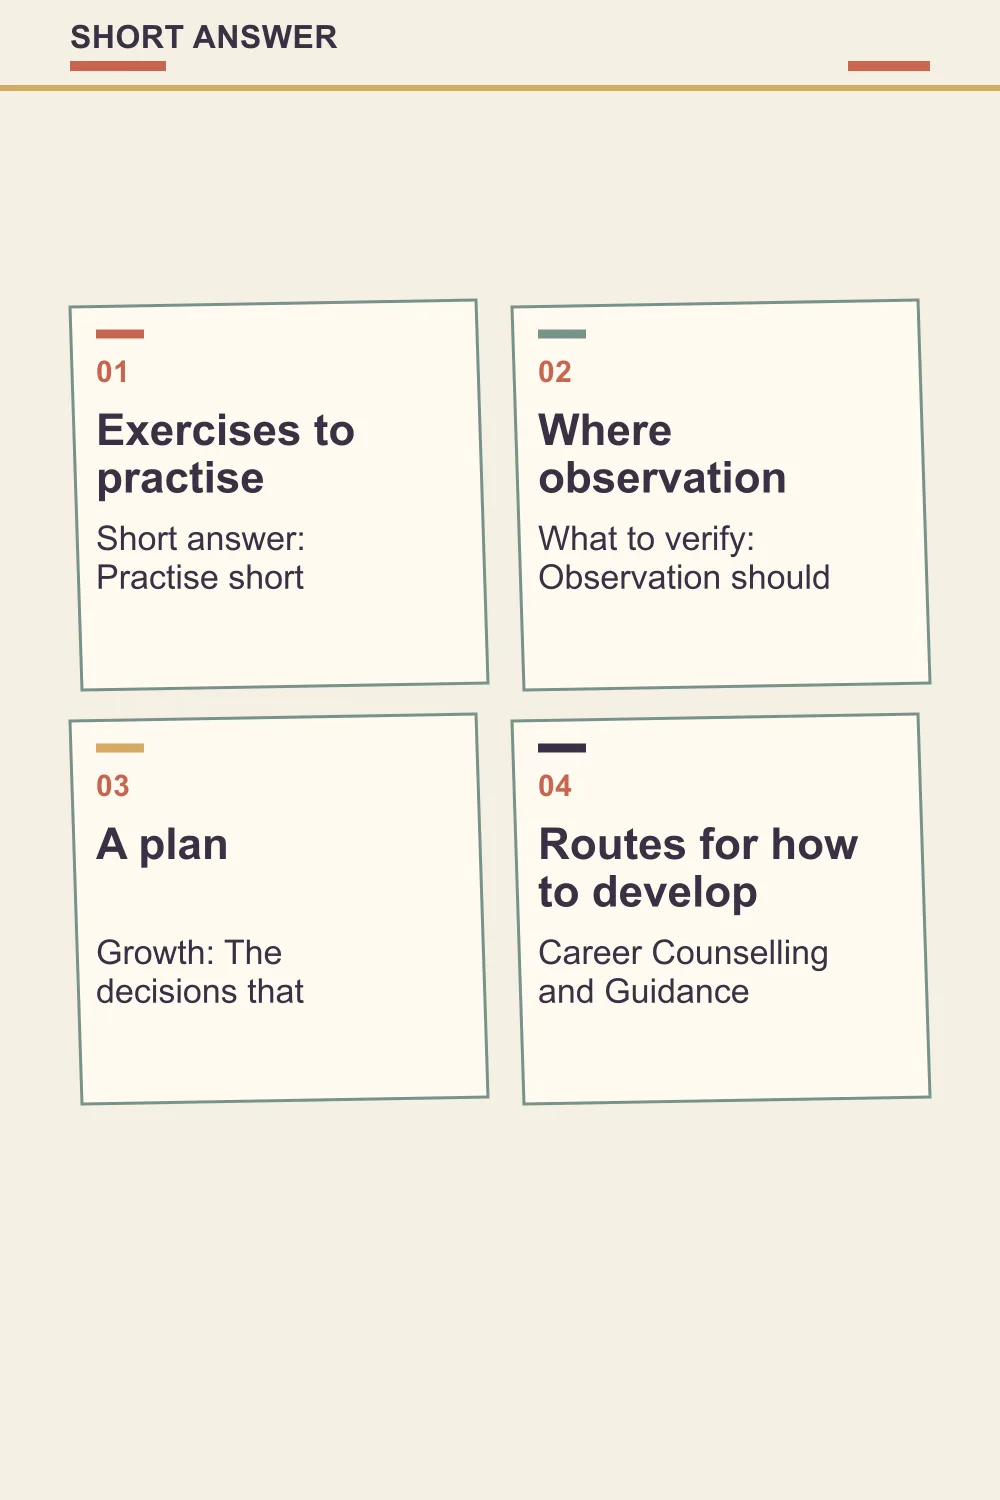 SHORT ANSWER
01
Exercises to
practise
Short answer:
Practise short
02
Where
observation
What to verify:
Observation should
03
A plan
Growth: The
decisions that
04
Routes for how
to develop
Career Counselling
and Guidance